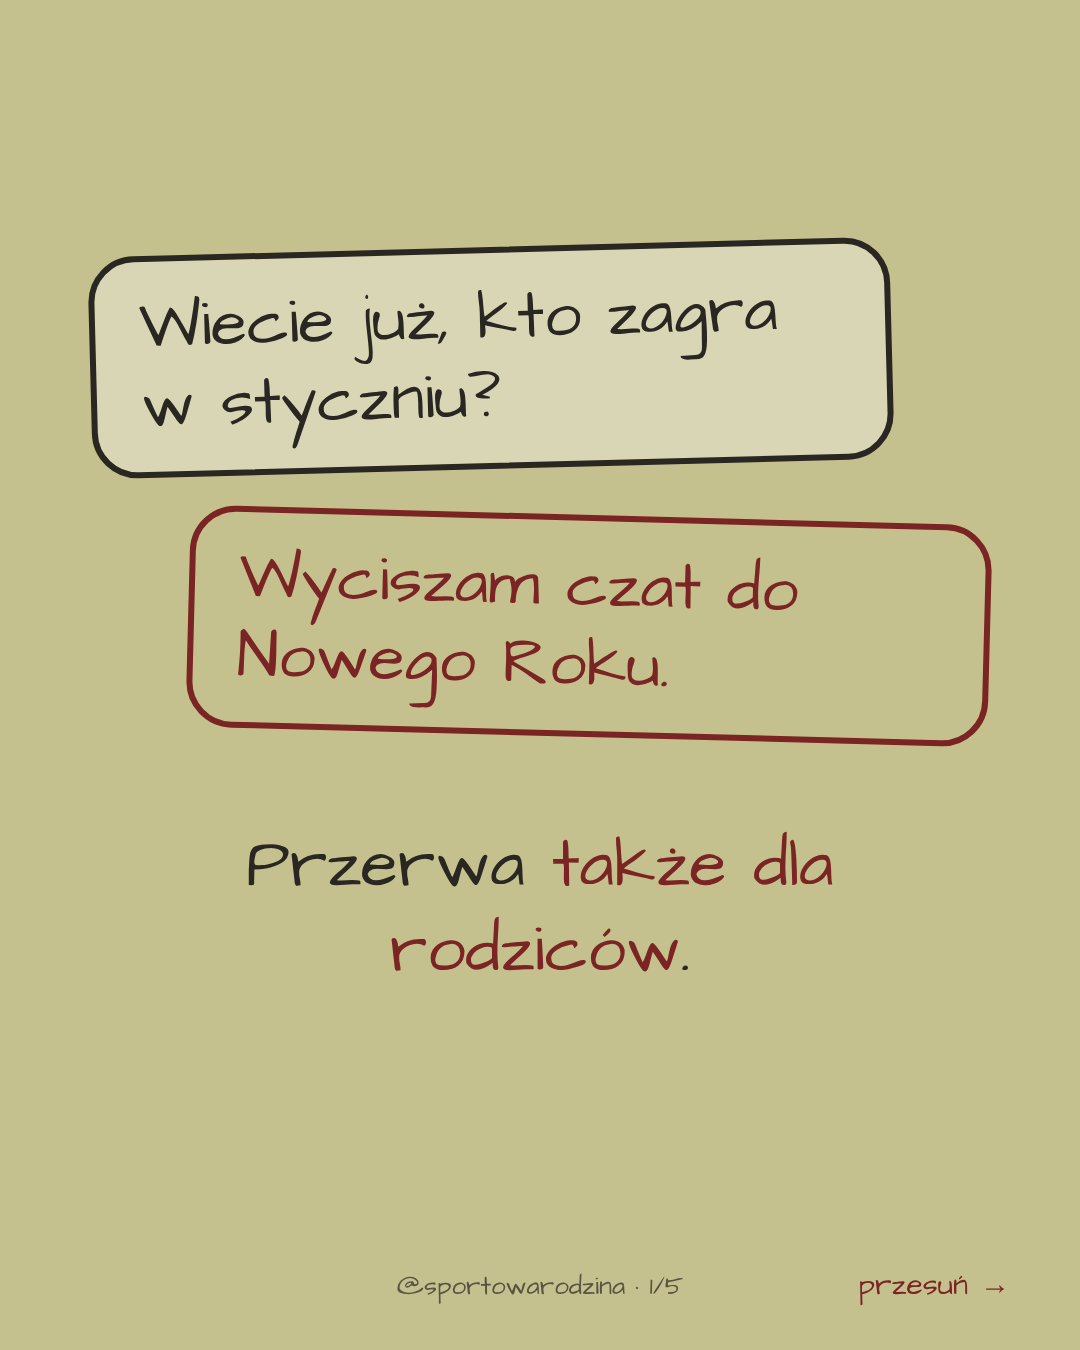 Wiecie już, kto zagra
w styczniu?
Wyciszam czat do
Nowego Roku.
Przerwa także dla
rodziców.
@sportowarodzina · 1/5
przesuń →